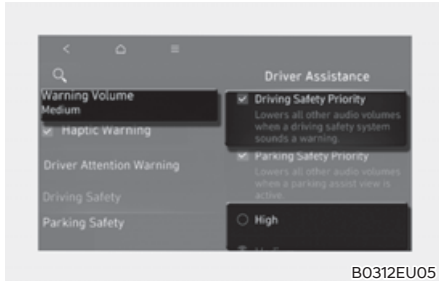 Driver Assistance
Warning Volume
Medium
Haptic Warning
Driver Attention Warning
Driving Safety
Parking Safety
Driving Safety Priority
Lowers all other audio volumes
when a driving safety system
sounds a warning.
Parking Safety Priority
Lowers all other audio volumes
when a parking assist view is
active.
High
B0312EU05